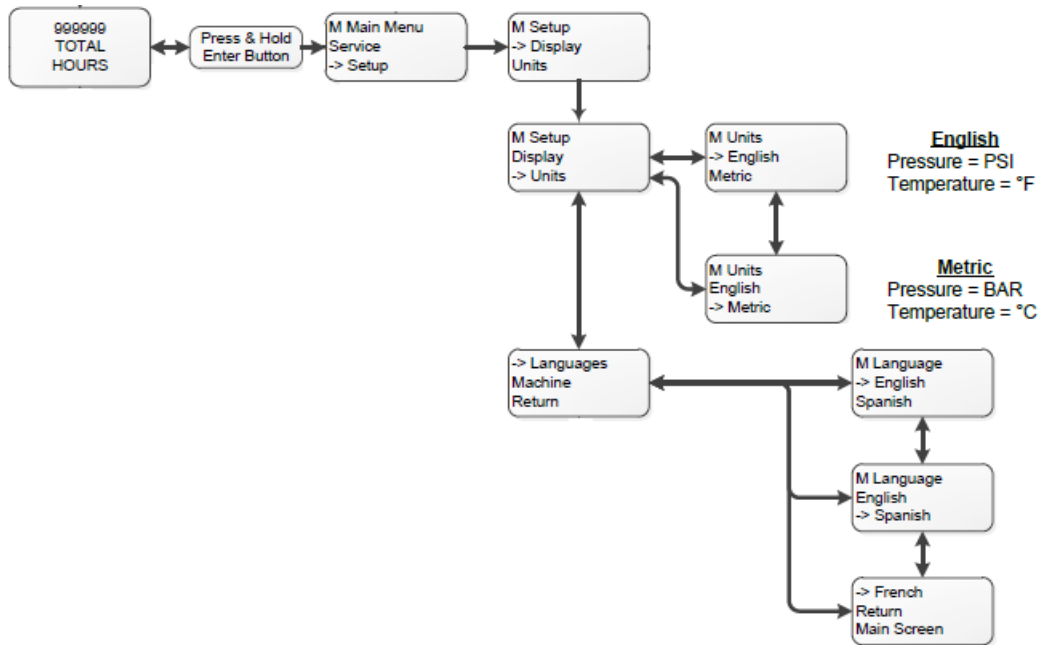 999999
TOTAL
HOURS
Press & Hold
Enter Button
M Main Menu
Service
-> Setup
M Setup
-> Display
Units
M Setup
Display
-> Units
M Units
-> English
Metric
English
Pressure = PSI
Temperature = °F
M Units
English
-> Metric
Metric
Pressure = BAR
Temperature = °C
-> Languages
Machine
Return
M Language
-> English
Spanish
M Language
English
-> Spanish
-> French
Return
Main Screen